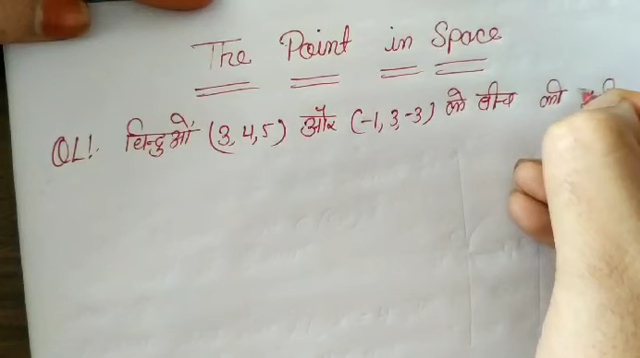 The Point in Space
Q1. बिन्दुओं (3, 4, 5) और (-1, 3, -3) के बीच की